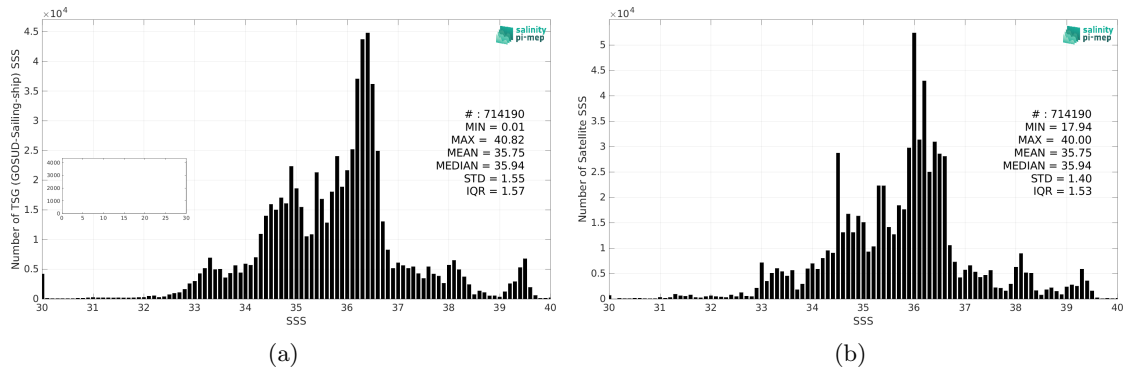 ×10⁴
4.5
4
3.5
3
2.5
2
1.5
1
0.5
0
Number of TSG (GOSUD-Sailing-ship) SSS
salinity
pi-mep
# : 714190
MIN = 0.01
MAX = 40.82
MEAN = 35.75
MEDIAN = 35.94
STD = 1.55
IQR = 1.57
4000
3000
2000
1000
0
0 5 10 15 20 25 30
30 31 32 33 34 35 36 37 38 39 40
SSS
(a)
×10⁴
5
4.5
4
3.5
3
2.5
2
1.5
1
0.5
0
Number of Satellite SSS
salinity
pi-mep
# : 714190
MIN = 17.94
MAX = 40.00
MEAN = 35.75
MEDIAN = 35.94
STD = 1.40
IQR = 1.53
30 31 32 33 34 35 36 37 38 39 40
SSS
(b)